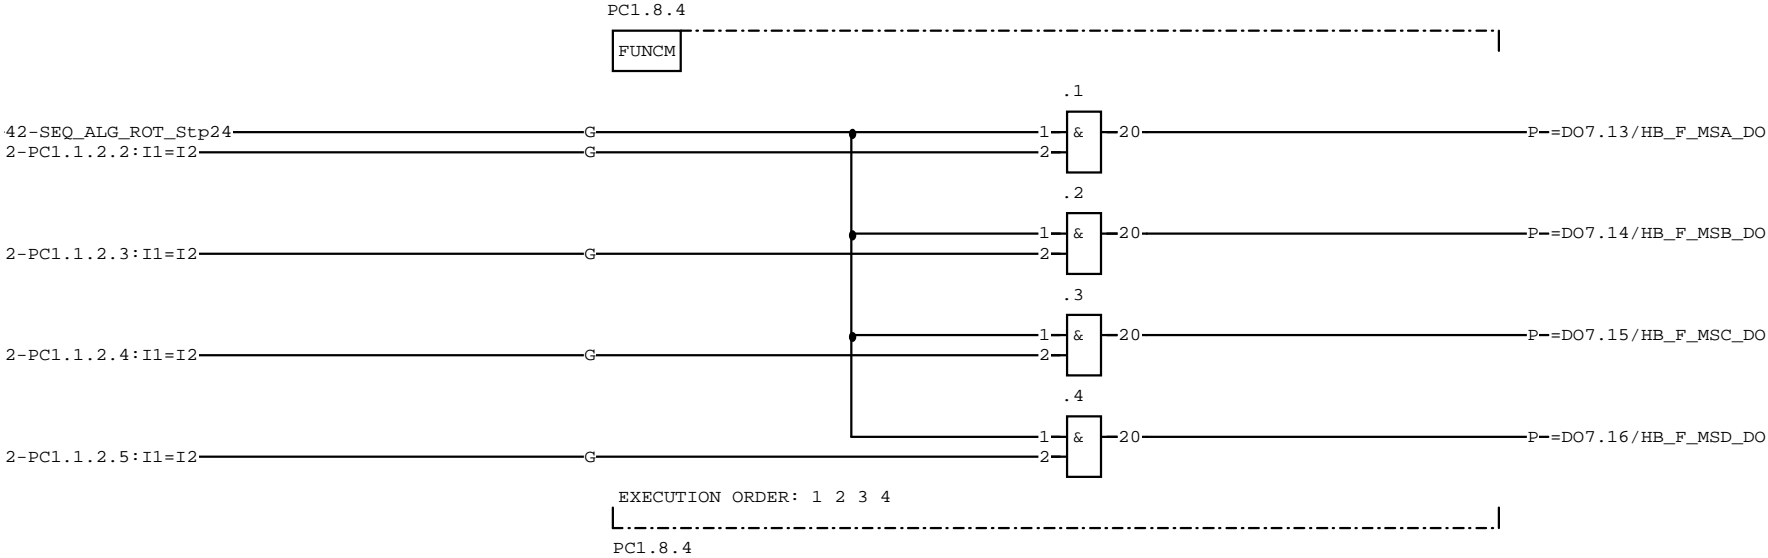 PC1.8.4
FUNCM
.1
42-SEQ_ALG_ROT_Stp24 G 1 & 20 P =DO7.13/HB_F_MSA_DO
2-PC1.1.2.2:I1=I2 G 2
.2
1 & 20 P =DO7.14/HB_F_MSB_DO
2-PC1.1.2.3:I1=I2 G 2
.3
1 & 20 P =DO7.15/HB_F_MSC_DO
2-PC1.1.2.4:I1=I2 G 2
.4
1 & 20 P =DO7.16/HB_F_MSD_DO
2-PC1.1.2.5:I1=I2 G 2
EXECUTION ORDER: 1 2 3 4
PC1.8.4